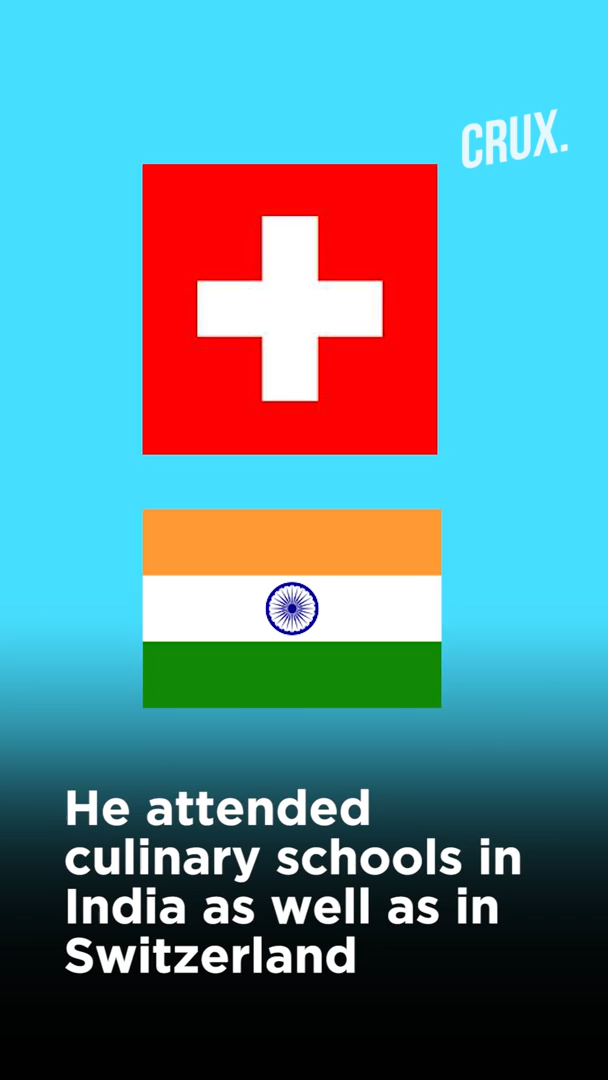 CRUX.
He attended
culinary schools in
India as well as in
Switzerland